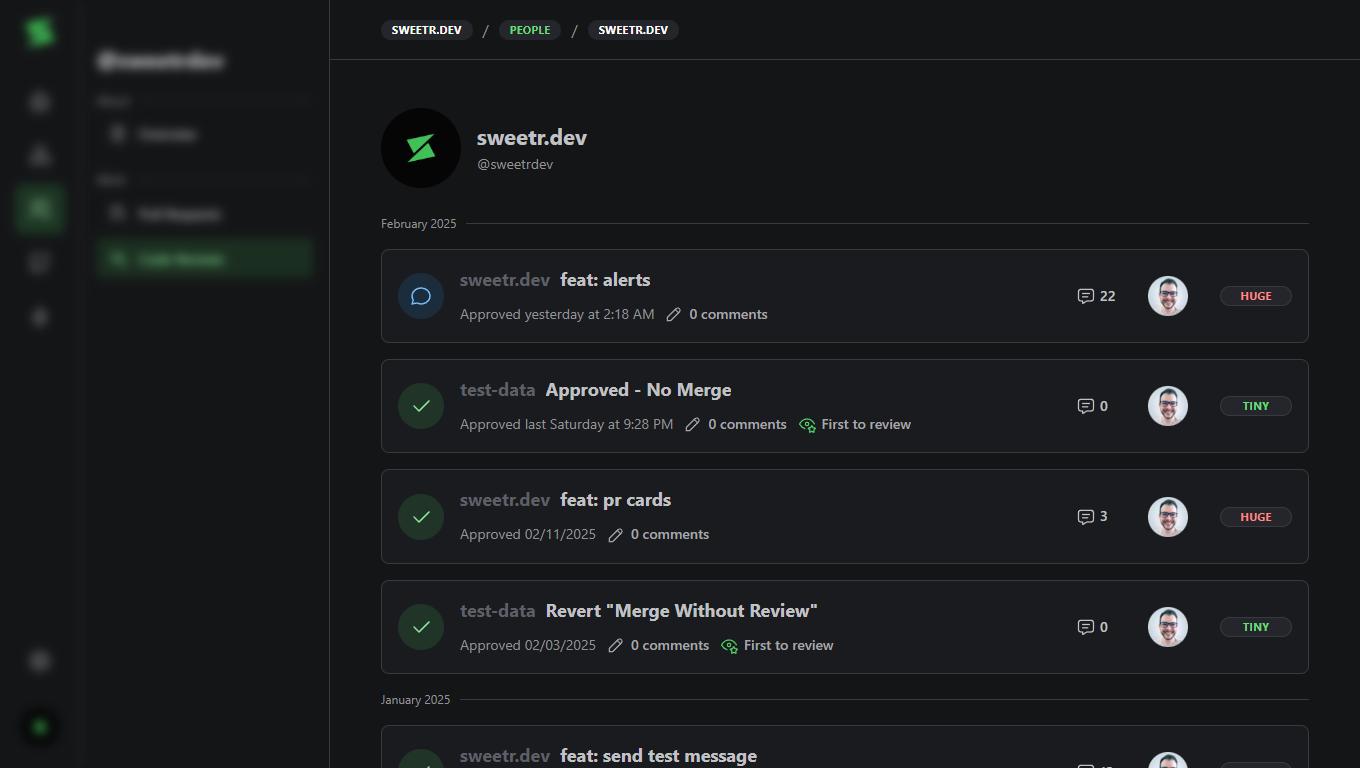 SWEETR.DEV / PEOPLE / SWEETR.DEV
@sweetrdev
Overview
Pull Requests
Code Reviews
sweetr.dev
@sweetrdev
February 2025
sweetr.dev feat: alerts
Approved yesterday at 2:18 AM 0 comments
22
HUGE
test-data Approved - No Merge
Approved last Saturday at 9:28 PM 0 comments First to review
0
TINY
sweetr.dev feat: pr cards
Approved 02/11/2025 0 comments
3
HUGE
test-data Revert "Merge Without Review"
Approved 02/03/2025 0 comments First to review
0
TINY
January 2025
sweetr.dev feat: send test message